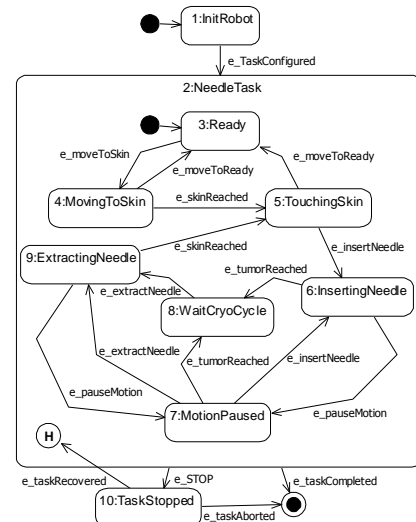 1:InitRobot
e_TaskConfigured
2:NeedleTask
3:Ready
e_moveToSkin
e_moveToReady
e_moveToReady
4:MovingToSkin
e_skinReached
5:TouchingSkin
e_skinReached
e_insertNeedle
9:ExtractingNeedle
e_tumorReached
e_extractNeedle
6:InsertingNeedle
8:WaitCryoCycle
e_extractNeedle
e_tumorReached
e_insertNeedle
e_pauseMotion
e_pauseMotion
7:MotionPaused
H
e_taskRecovered
e_STOP
e_taskCompleted
10:TaskStopped
e_taskAborted